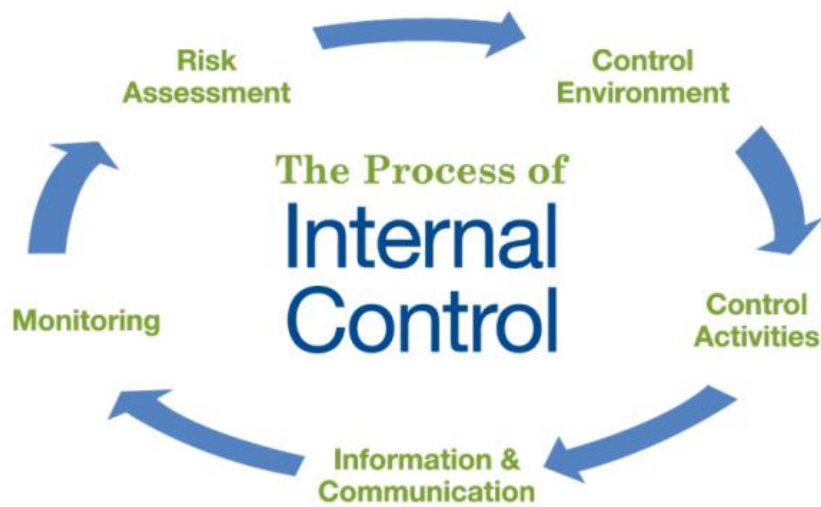 Risk
Assessment
Control
Environment
The Process of
Internal
Control
Monitoring
Control
Activities
Information &
Communication